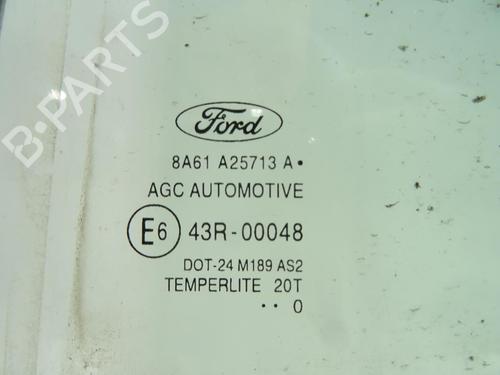 B-PARTS
Ford
8A61 A25713 A•
AGC AUTOMOTIVE
E6 43R-00048
DOT-24 M189 AS2
TEMPERLITE 20T
•• 0